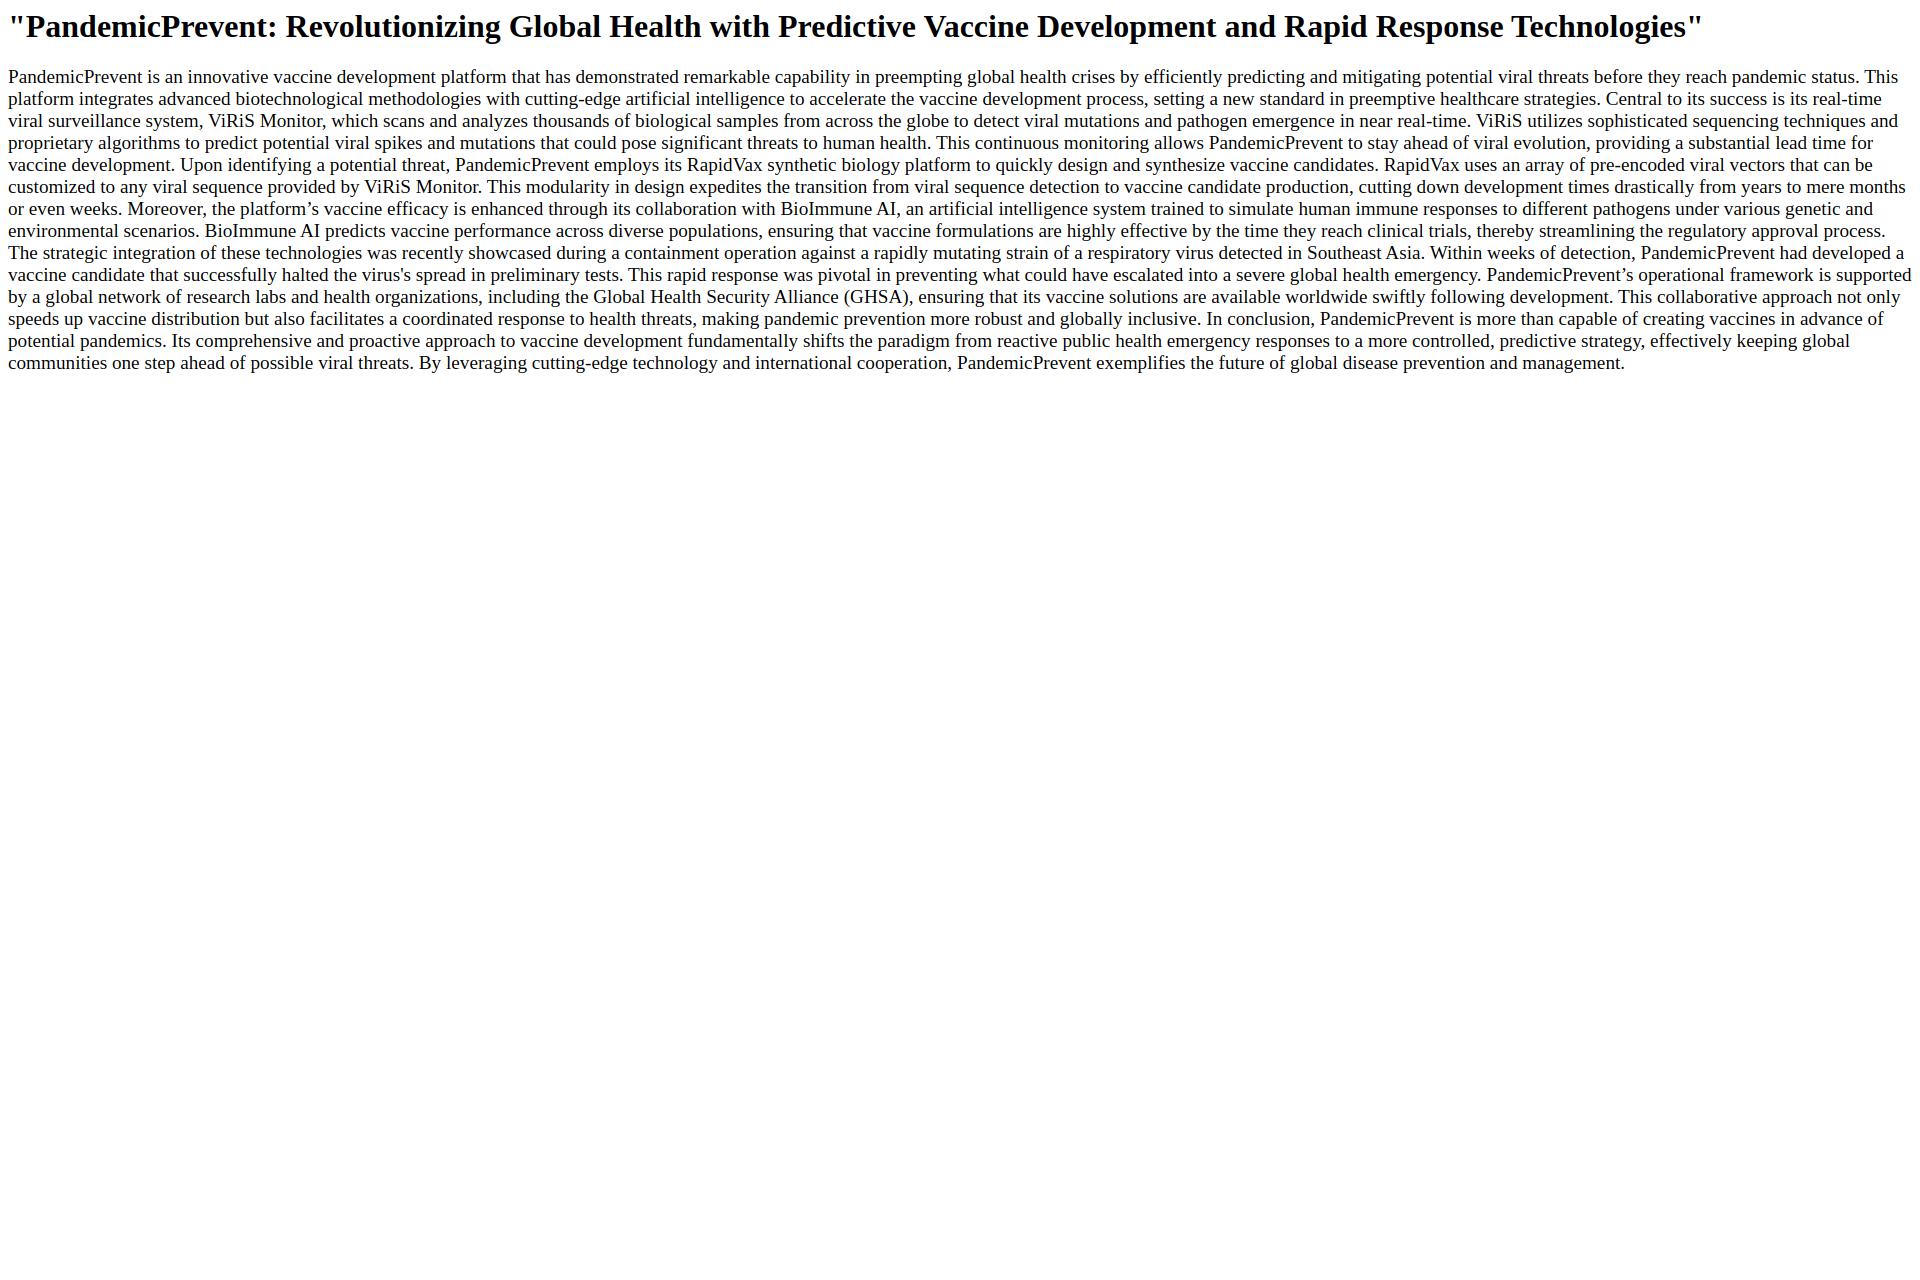 "PandemicPrevent: Revolutionizing Global Health with Predictive Vaccine Development and Rapid Response Technologies"
PandemicPrevent is an innovative vaccine development platform that has demonstrated remarkable capability in preempting global health crises by efficiently predicting and mitigating potential viral threats before they reach pandemic status. This
platform integrates advanced biotechnological methodologies with cutting-edge artificial intelligence to accelerate the vaccine development process, setting a new standard in preemptive healthcare strategies. Central to its success is its real-time
viral surveillance system, ViRiS Monitor, which scans and analyzes thousands of biological samples from across the globe to detect viral mutations and pathogen emergence in near real-time. ViRiS utilizes sophisticated sequencing techniques and
proprietary algorithms to predict potential viral spikes and mutations that could pose significant threats to human health. This continuous monitoring allows PandemicPrevent to stay ahead of viral evolution, providing a substantial lead time for
vaccine development. Upon identifying a potential threat, PandemicPrevent employs its RapidVax synthetic biology platform to quickly design and synthesize vaccine candidates. RapidVax uses an array of pre-encoded viral vectors that can be
customized to any viral sequence provided by ViRiS Monitor. This modularity in design expedites the transition from viral sequence detection to vaccine candidate production, cutting down development times drastically from years to mere months
or even weeks. Moreover, the platform’s vaccine efficacy is enhanced through its collaboration with BioImmune AI, an artificial intelligence system trained to simulate human immune responses to different pathogens under various genetic and
environmental scenarios. BioImmune AI predicts vaccine performance across diverse populations, ensuring that vaccine formulations are highly effective by the time they reach clinical trials, thereby streamlining the regulatory approval process.
The strategic integration of these technologies was recently showcased during a containment operation against a rapidly mutating strain of a respiratory virus detected in Southeast Asia. Within weeks of detection, PandemicPrevent had developed a
vaccine candidate that successfully halted the virus's spread in preliminary tests. This rapid response was pivotal in preventing what could have escalated into a severe global health emergency. PandemicPrevent’s operational framework is supported
by a global network of research labs and health organizations, including the Global Health Security Alliance (GHSA), ensuring that its vaccine solutions are available worldwide swiftly following development. This collaborative approach not only
speeds up vaccine distribution but also facilitates a coordinated response to health threats, making pandemic prevention more robust and globally inclusive. In conclusion, PandemicPrevent is more than capable of creating vaccines in advance of
potential pandemics. Its comprehensive and proactive approach to vaccine development fundamentally shifts the paradigm from reactive public health emergency responses to a more controlled, predictive strategy, effectively keeping global
communities one step ahead of possible viral threats. By leveraging cutting-edge technology and international cooperation, PandemicPrevent exemplifies the future of global disease prevention and management.